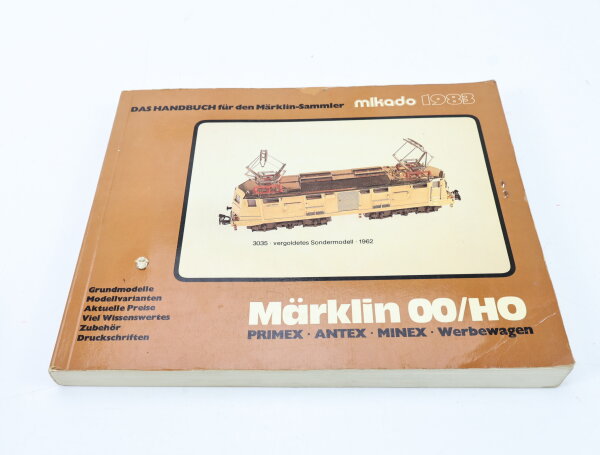 DAS HANDBUCH für den Märklin-Sammler mikado 1983
3035 · vergoldetes Sondermodell · 1962
Grundmodelle
Modellvarianten
Aktuelle Preise
Viel Wissenswertes
Zubehör
Druckschriften
Märklin 00/HO
PRIMEX · ANTEX · MINEX · Werbewagen